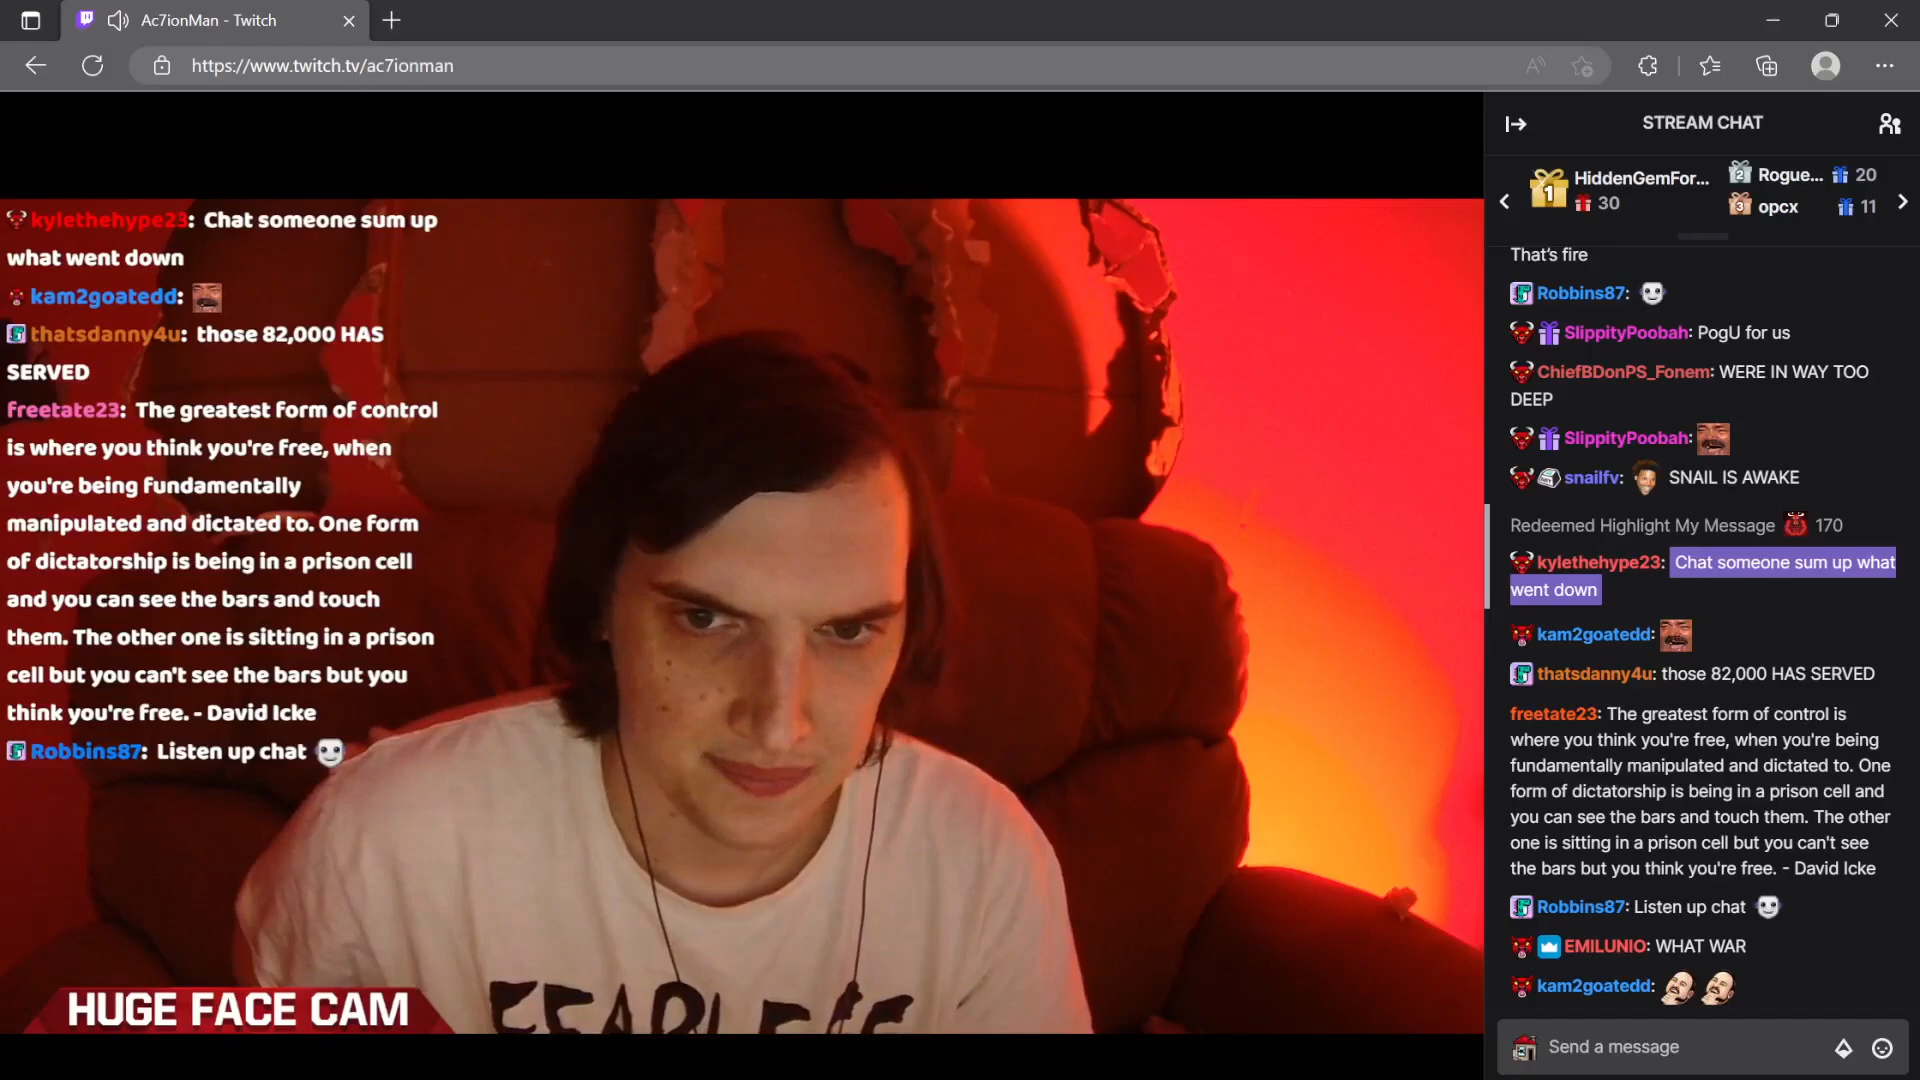 Ac7ionMan - Twitch
https://www.twitch.tv/ac7ionman
kylethehype23: Chat someone sum up
what went down
kam2goatedd:
thatsdanny4u: those 82,000 HAS
SERVED
freetate23: The greatest form of control
is where you think you're free, when
you're being fundamentally
manipulated and dictated to. One form
of dictatorship is being in a prison cell
and you can see the bars and touch
them. The other one is sitting in a prison
cell but you can't see the bars but you
think you're free. - David Icke
Robbins87: Listen up chat
HUGE FACE CAM
FEARLESS
STREAM CHAT
1 HiddenGemFor... 30
2 Rogue... 20
3 opcx 11
That's fire
Robbins87:
SlippityPoobah: PogU for us
ChiefBDonPS_Fonem: WERE IN WAY TOO
DEEP
SlippityPoobah:
snailfv: SNAIL IS AWAKE
Redeemed Highlight My Message 170
kylethehype23: Chat someone sum up what
went down
kam2goatedd:
thatsdanny4u: those 82,000 HAS SERVED
freetate23: The greatest form of control is
where you think you're free, when you're being
fundamentally manipulated and dictated to. One
form of dictatorship is being in a prison cell and
you can see the bars and touch them. The other
one is sitting in a prison cell but you can't see
the bars but you think you're free. - David Icke
Robbins87: Listen up chat
EMILUNIO: WHAT WAR
kam2goatedd:
Send a message